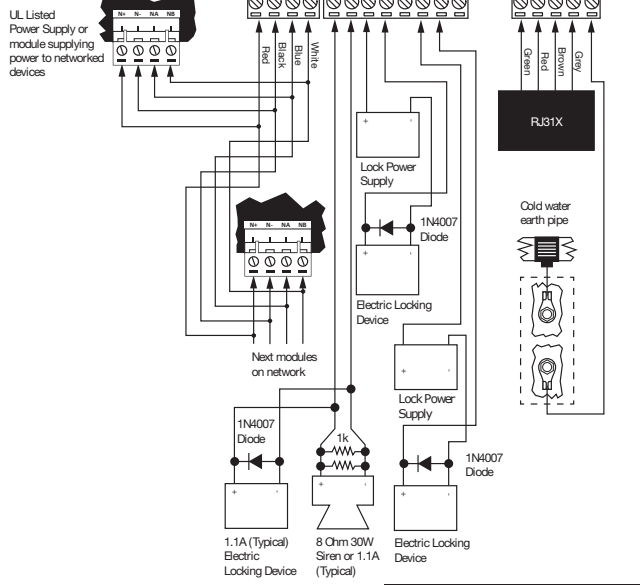 UL Listed
Power Supply or
module supplying
power to networked
devices
N+ N- NA NB
Red
Black
Blue
White
Green
Red
Brown
Grey
RJ31X
+ -
Lock Power
Supply
1N4007
Diode
+ -
Electric Locking
Device
Cold water
earth pipe
N+ N- NA NB
Next modules
on network
+ -
Lock Power
Supply
1N4007
Diode
1k
1N4007
Diode
+ -
+ -
+ -
1.1A (Typical)
Electric
Locking Device
8 Ohm 30W
Siren or 1.1A
(Typical)
Electric Locking
Device